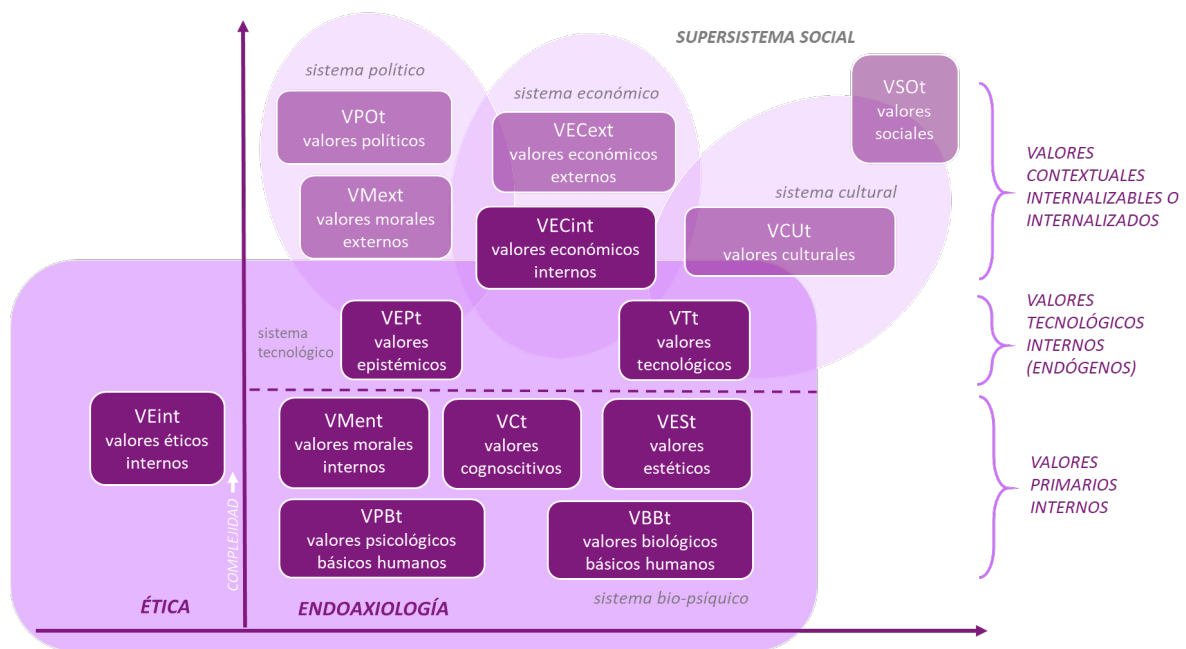 SUPERSISTEMA SOCIAL
sistema político
VPOt
valores políticos
VMext
valores morales
externos
sistema económico
VECext
valores económicos
externos
VECint
valores económicos
internos
VSOt
valores
sociales
sistema cultural
VCUt
valores culturales
VALORES
CONTEXTUALES
INTERNALIZABLES O
INTERNALIZADOS
sistema
tecnológico
VEPt
valores
epistémicos
VTt
valores
tecnológicos
VALORES
TECNOLÓGICOS
INTERNOS
(ENDÓGENOS)
VEint
valores éticos
internos
VMent
valores morales
internos
VCt
valores
cognoscitivos
VESt
valores
estéticos
VPBt
valores psicológicos
básicos humanos
VBBt
valores biológicos
básicos humanos
VALORES
PRIMARIOS
INTERNOS
COMPLEJIDAD
ÉTICA
ENDOAXIOLOGÍA
sistema bio-psíquico